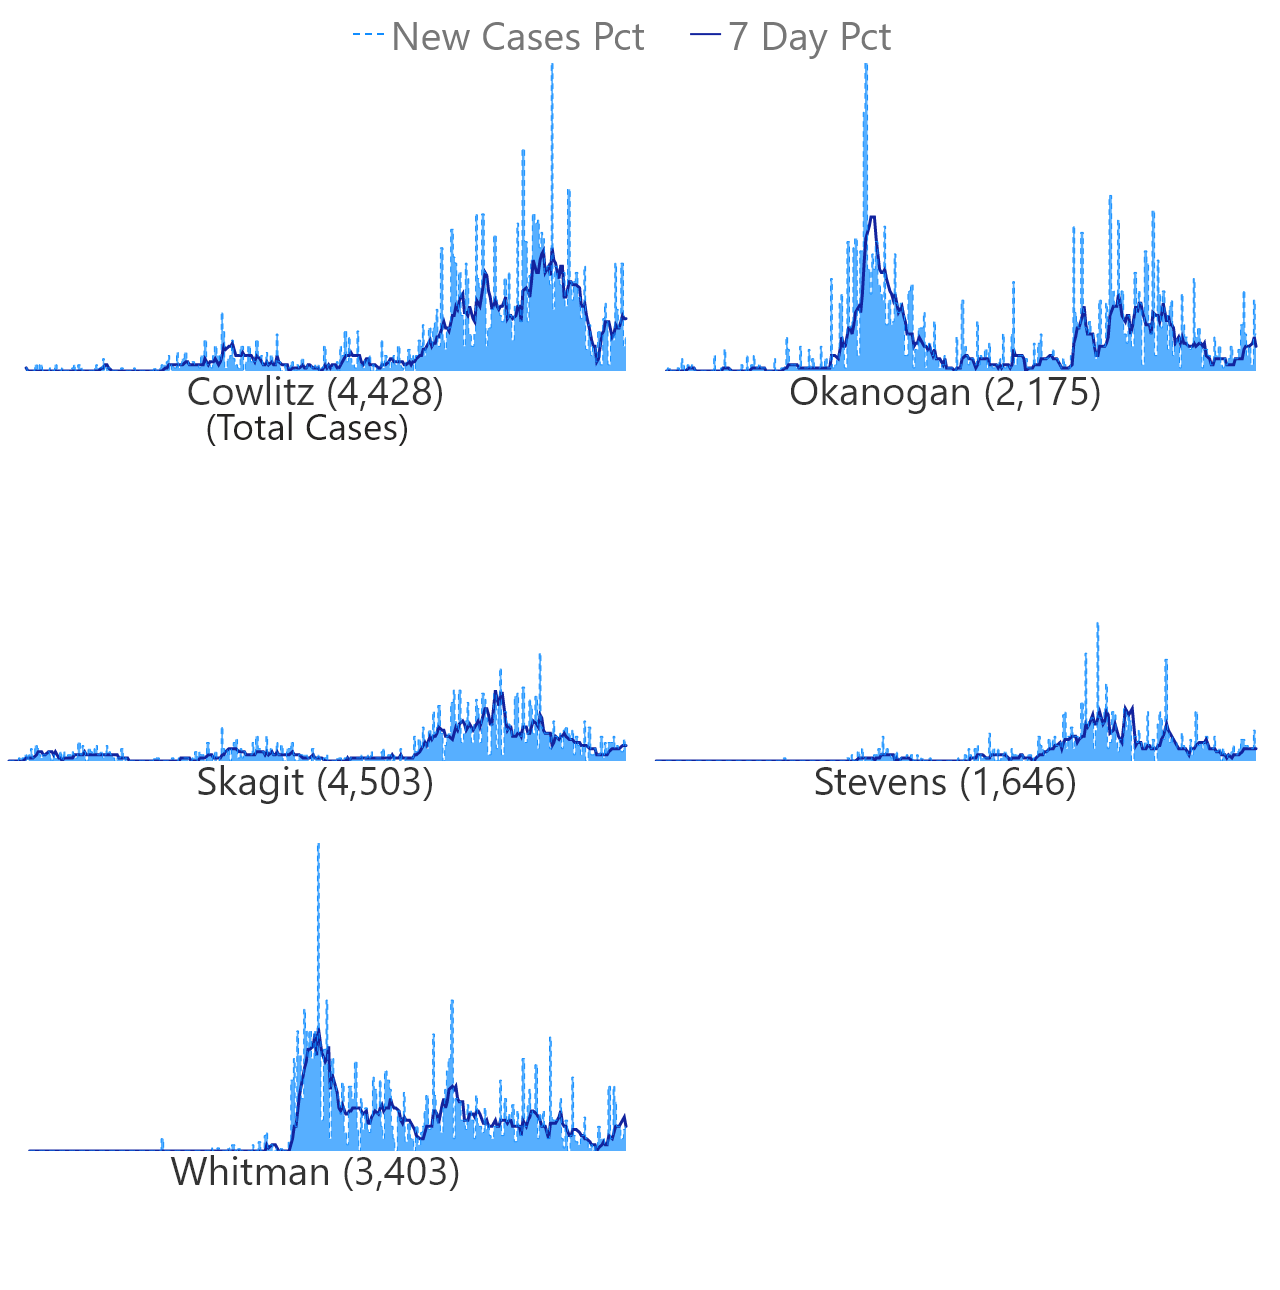 New Cases Pct 7 Day Pct
Cowlitz (4,428) Okanogan (2,175)
(Total Cases)
Skagit (4,503) Stevens (1,646)
Whitman (3,403)